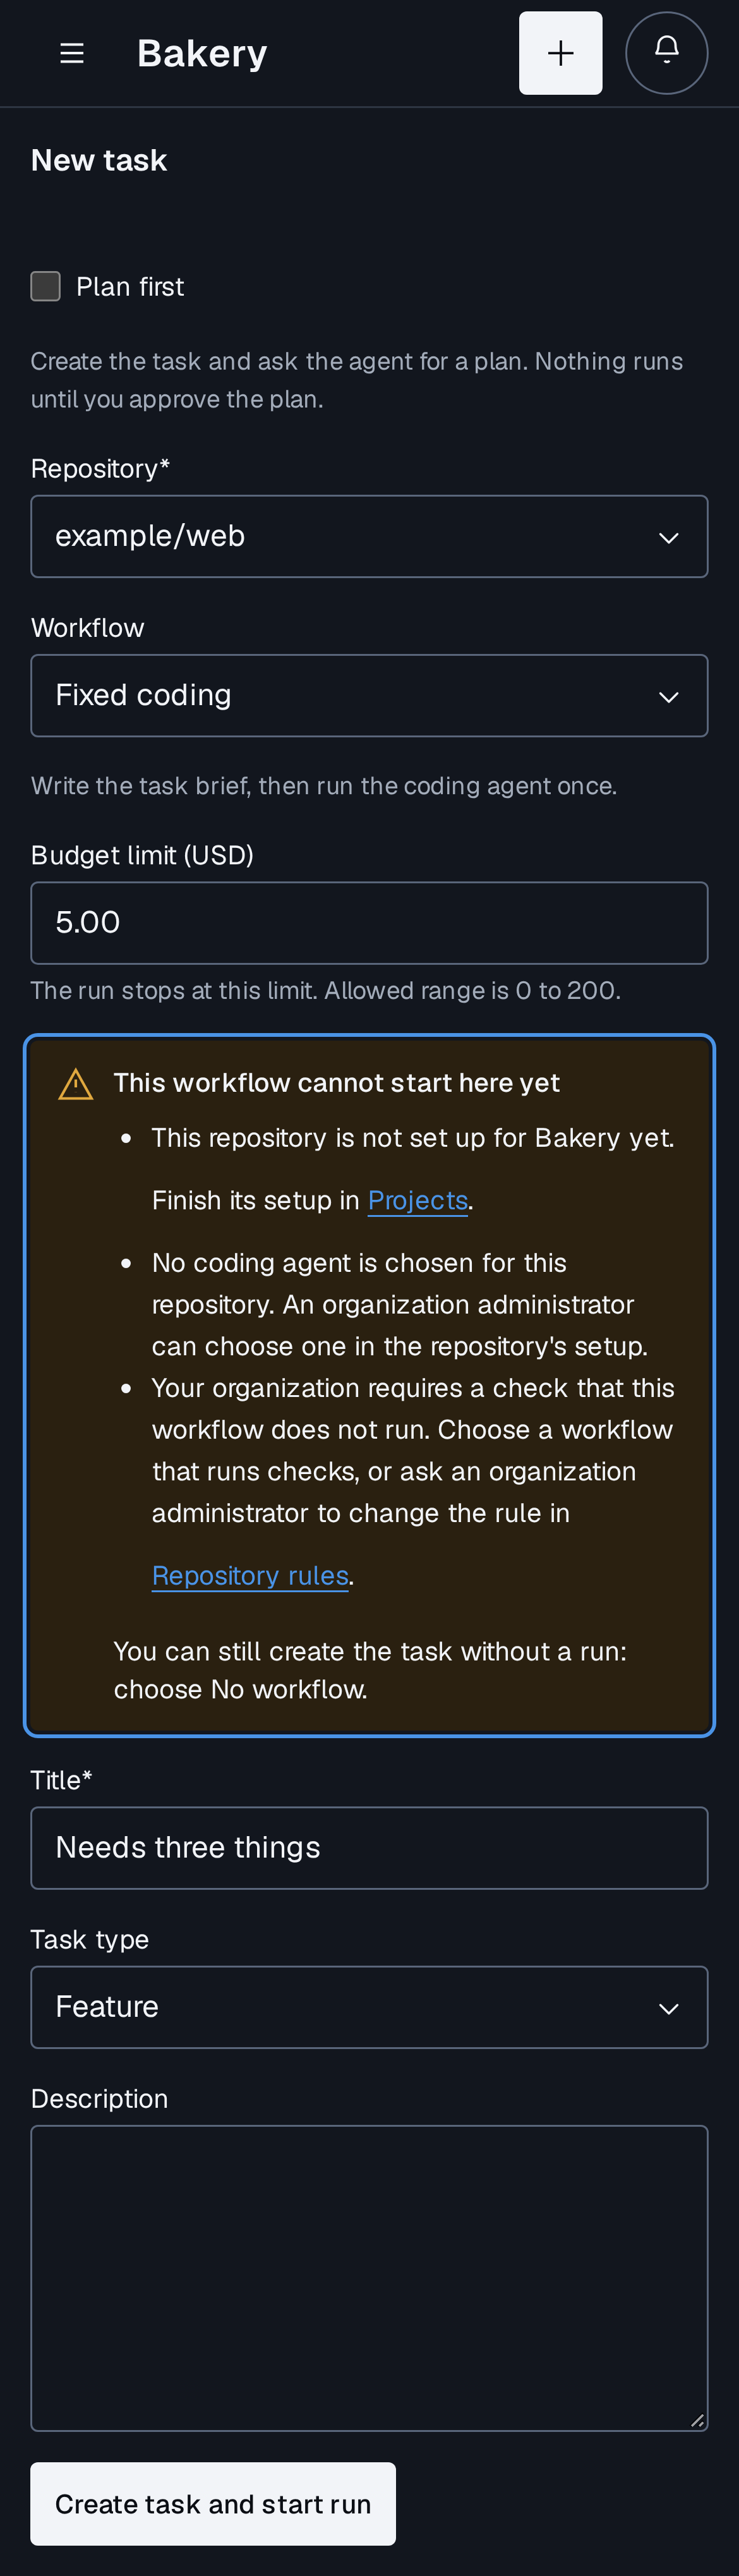 Bakery
New task
Plan first
Create the task and ask the agent for a plan. Nothing runs
until you approve the plan.
Repository*
example/web
Workflow
Fixed coding
Write the task brief, then run the coding agent once.
Budget limit (USD)
5.00
The run stops at this limit. Allowed range is 0 to 200.
This workflow cannot start here yet
This repository is not set up for Bakery yet.
Finish its setup in Projects.
No coding agent is chosen for this
repository. An organization administrator
can choose one in the repository's setup.
Your organization requires a check that this
workflow does not run. Choose a workflow
that runs checks, or ask an organization
administrator to change the rule in
Repository rules.
You can still create the task without a run:
choose No workflow.
Title*
Needs three things
Task type
Feature
Description
Create task and start run